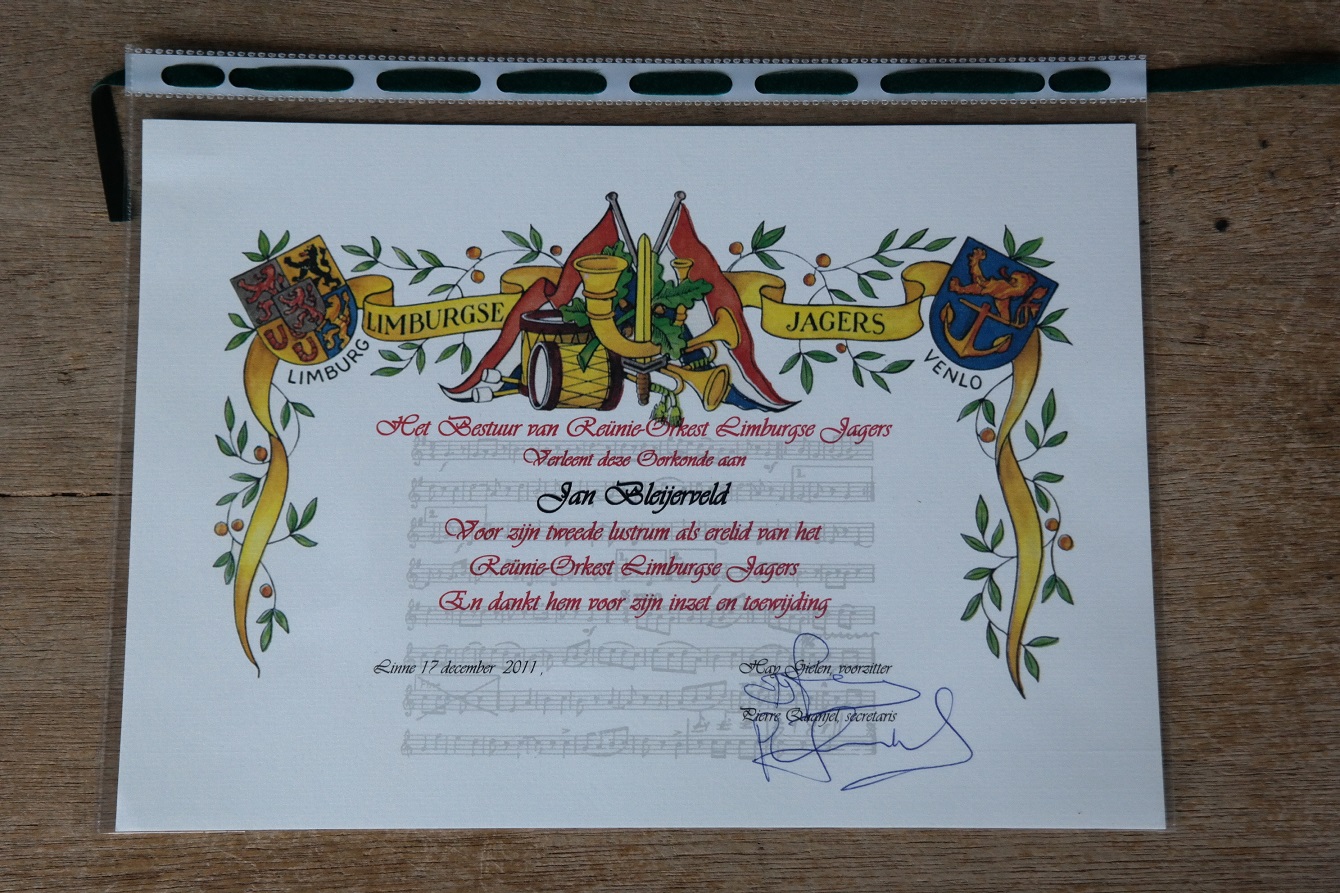 LIMBURGSE JAGERS
LIMBURG
VENLO
Het Bestuur van Reünie-Orkest Limburgse Jagers
Verleent deze Oorkonde aan
Jan Bleijerveld
Voor zijn tweede lustrum als erelid van het
Reünie-Orkest Limburgse Jagers
En dankt hem voor zijn inzet en toewijding
Linne 17 december 2011,
Hay Gielen, voorzitter
Pierre, secretaris